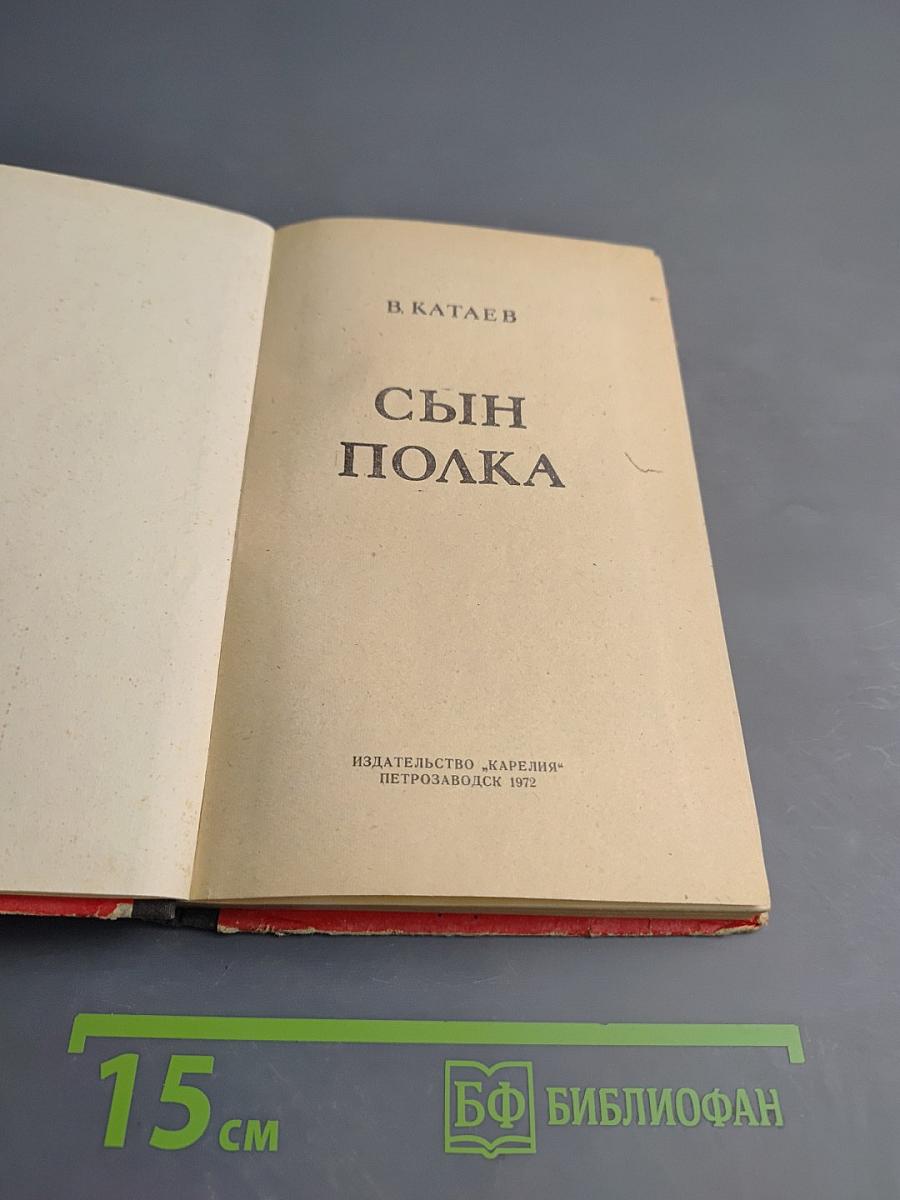 В. КАТАЕВ
СЫН
ПОЛКА
ИЗДАТЕЛЬСТВО „КАРЕЛИЯ“
ПЕТРОЗАВОДСК 1972
15 см
БФ БИБЛИОФАН